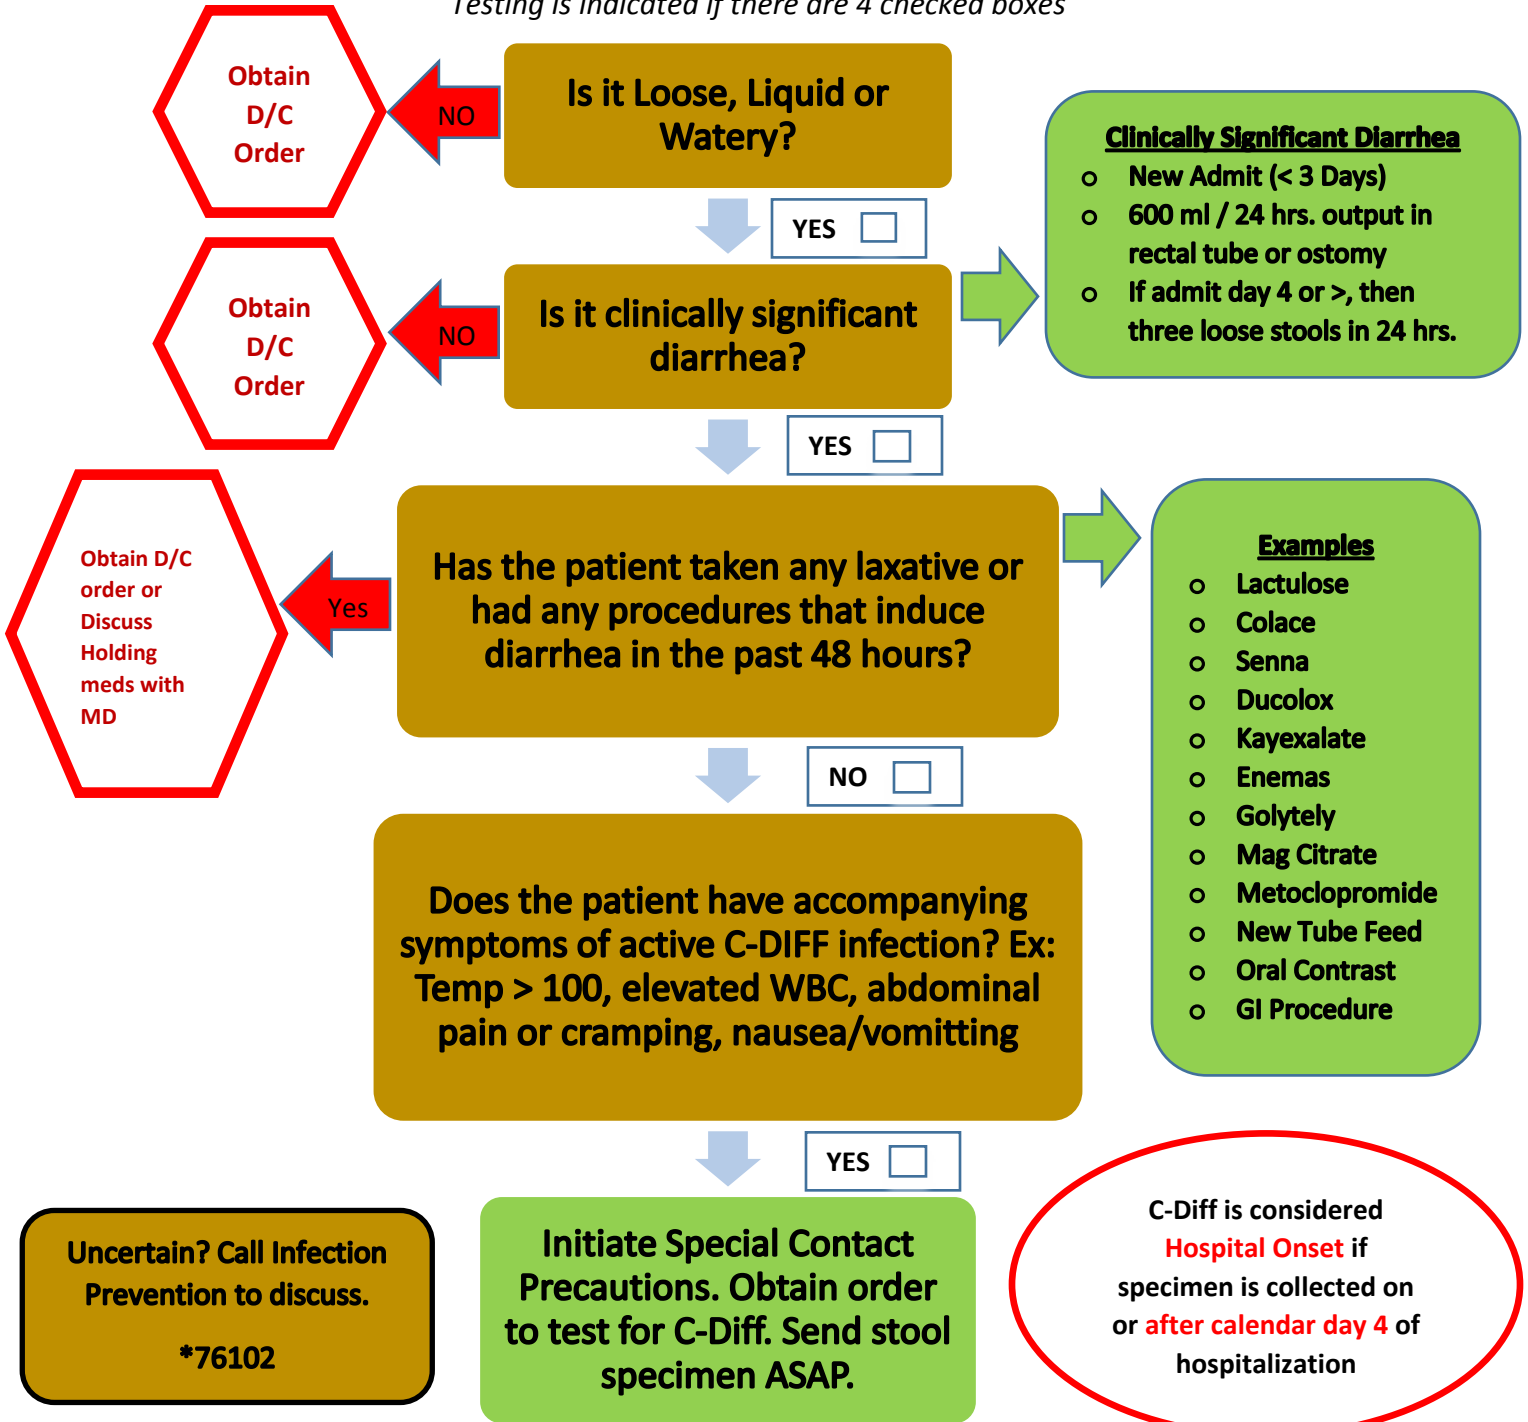 Testing is indicated if there are 4 checked boxes
Obtain
D/C
Order
NO
Is it Loose, Liquid or
Watery?
YES
Clinically Significant Diarrhea
o New Admit (< 3 Days)
o 600 ml / 24 hrs. output in
rectal tube or ostomy
o If admit day 4 or >, then
three loose stools in 24 hrs.
Obtain
D/C
Order
NO
Is it clinically significant
diarrhea?
YES
Obtain D/C
order or
Discuss
Holding
meds with
MD
Yes
Has the patient taken any laxative or
had any procedures that induce
diarrhea in the past 48 hours?
NO
Examples
o Lactulose
o Colace
o Senna
o Ducolox
o Kayexalate
o Enemas
o Golytely
o Mag Citrate
o Metoclopromide
o New Tube Feed
o Oral Contrast
o GI Procedure
Does the patient have accompanying
symptoms of active C-DIFF infection? Ex:
Temp > 100, elevated WBC, abdominal
pain or cramping, nausea/vomitting
YES
Uncertain? Call Infection
Prevention to discuss.
*76102
Initiate Special Contact
Precautions. Obtain order
to test for C-Diff. Send stool
specimen ASAP.
C-Diff is considered
Hospital Onset if
specimen is collected on
or after calendar day 4 of
hospitalization